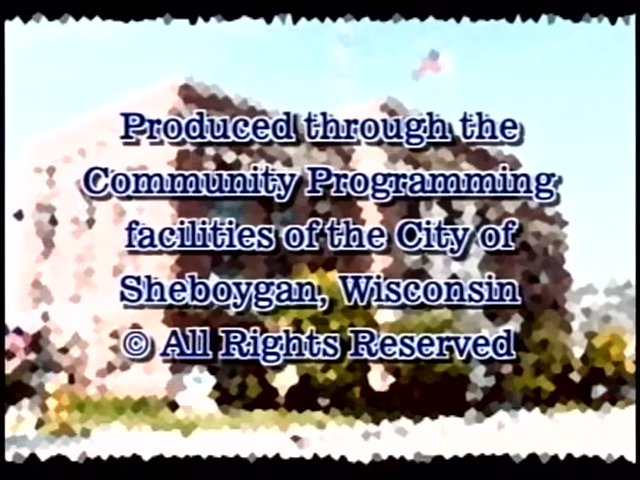 Produced through the
Community Programming
facilities of the City of
Sheboygan, Wisconsin
© All Rights Reserved